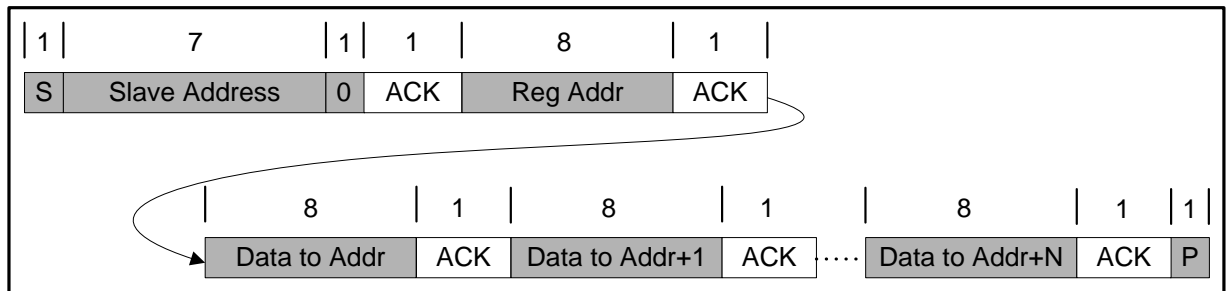 1 7 1 1 8 1
S Slave Address 0 ACK Reg Addr ACK
8 1 8 1 8 1 1
Data to Addr ACK Data to Addr+1 ACK ..... Data to Addr+N ACK P